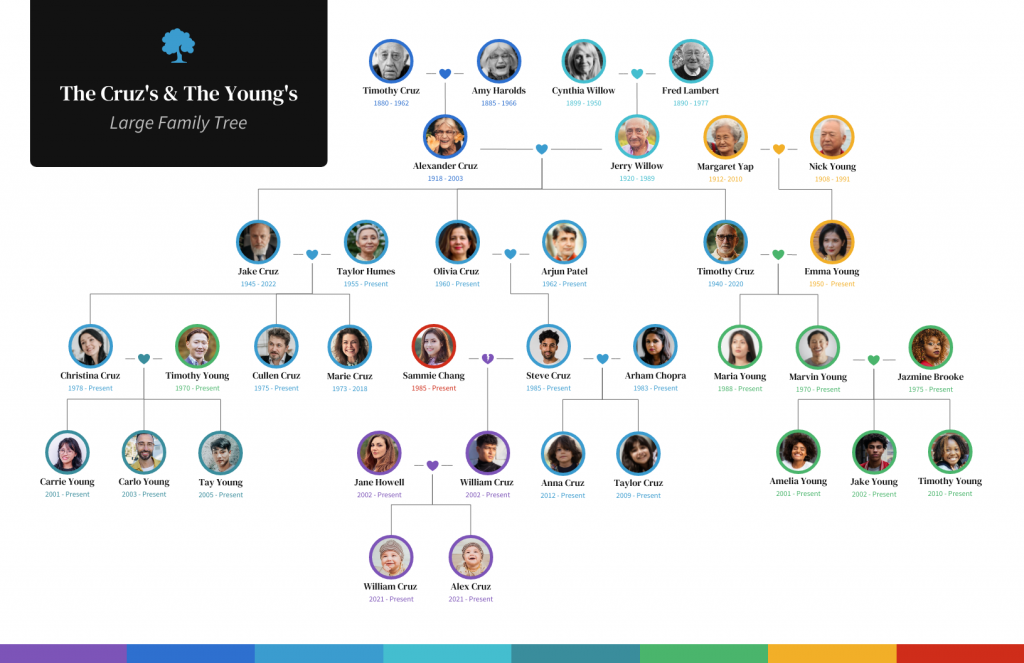 The Cruz's & The Young's
Large Family Tree
Timothy Cruz
1880 - 1962
Amy Harolds
1885 - 1966
Cynthia Willow
1899 - 1950
Fred Lambert
1890 - 1977
Alexander Cruz
1918 - 2003
Jerry Willow
1920 - 1989
Margaret Yap
1912- 2010
Nick Young
1908 - 1991
Jake Cruz
1945 - 2022
Taylor Humes
1955 - Present
Olivia Cruz
1960 - Present
Arjun Patel
1962 - Present
Timothy Cruz
1940 - 2020
Emma Young
1950 - Present
Christina Cruz
1978 - Present
Timothy Young
1970 - Present
Cullen Cruz
1975 - Present
Marie Cruz
1973 - 2018
Sammie Chang
1985 - Present
Steve Cruz
1985 - Present
Arham Chopra
1983 - Present
Maria Young
1988 - Present
Marvin Young
1970 - Present
Jazmine Brooke
1975 - Present
Carrie Young
2001 - Present
Carlo Young
2003 - Present
Tay Young
2005 - Present
Jane Howell
2002 - Present
William Cruz
2002 - Present
Anna Cruz
2012 - Present
Taylor Cruz
2009 - Present
Amelia Young
2001 - Present
Jake Young
2002 - Present
Timothy Young
2010 - Present
William Cruz
2021 - Present
Alex Cruz
2021 - Present